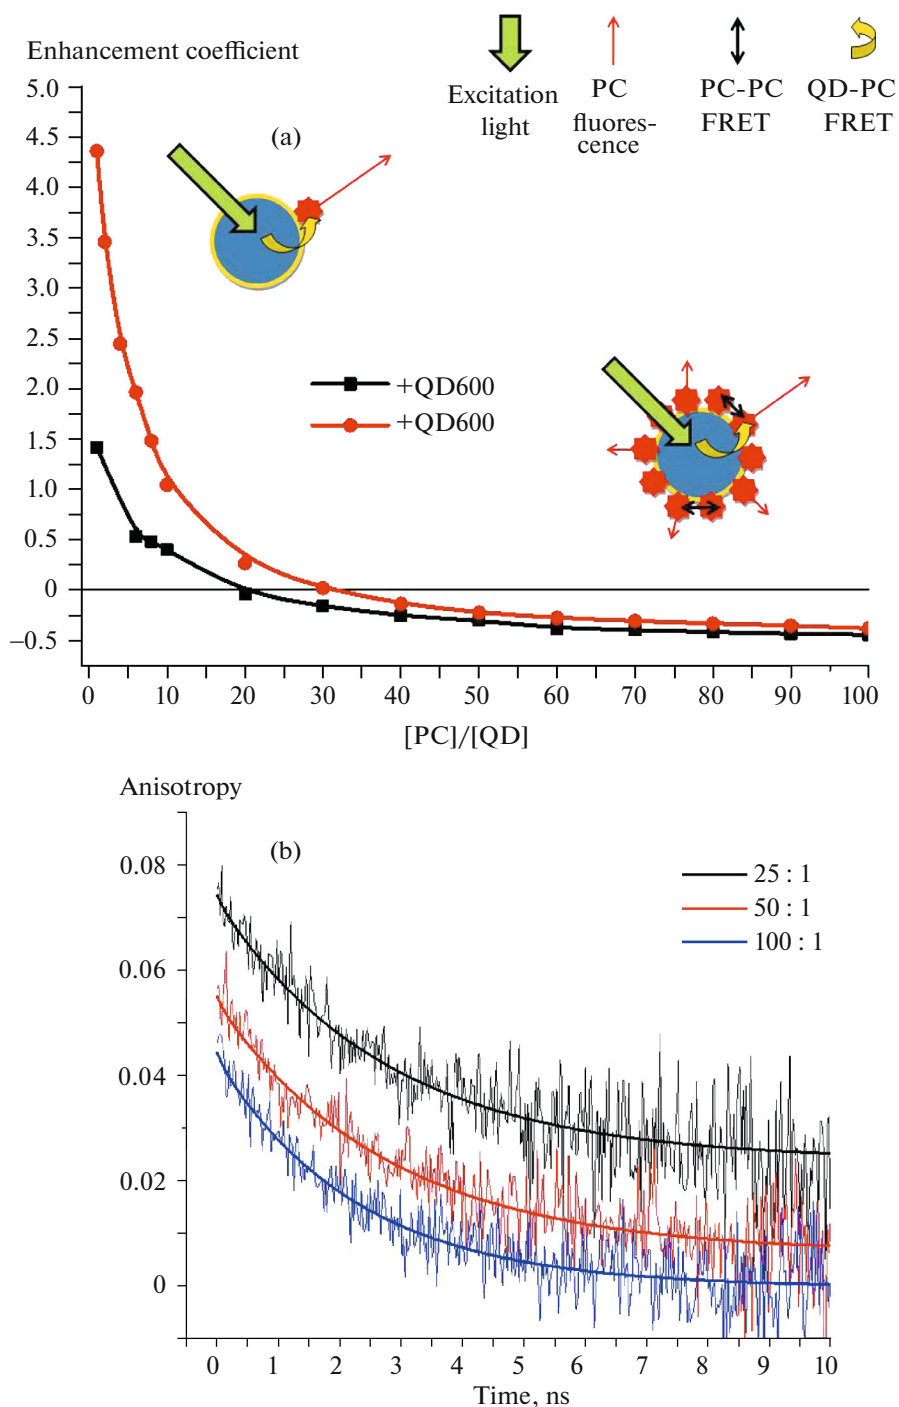 Enhancement coefficient
Excitation
light
PC
fluores-
cence
PC-PC
FRET
QD-PC
FRET
(a)
5.0
4.5
4.0
3.5
3.0
2.5
2.0
1.5
1.0
0.5
0
–0.5
+QD600
+QD600
0 10 20 30 40 50 60 70 80 90 100
[PC]/[QD]
Anisotropy
(b)
0.08
0.06
0.04
0.02
0
25 : 1
50 : 1
100 : 1
0 1 2 3 4 5 6 7 8 9 10
Time, ns